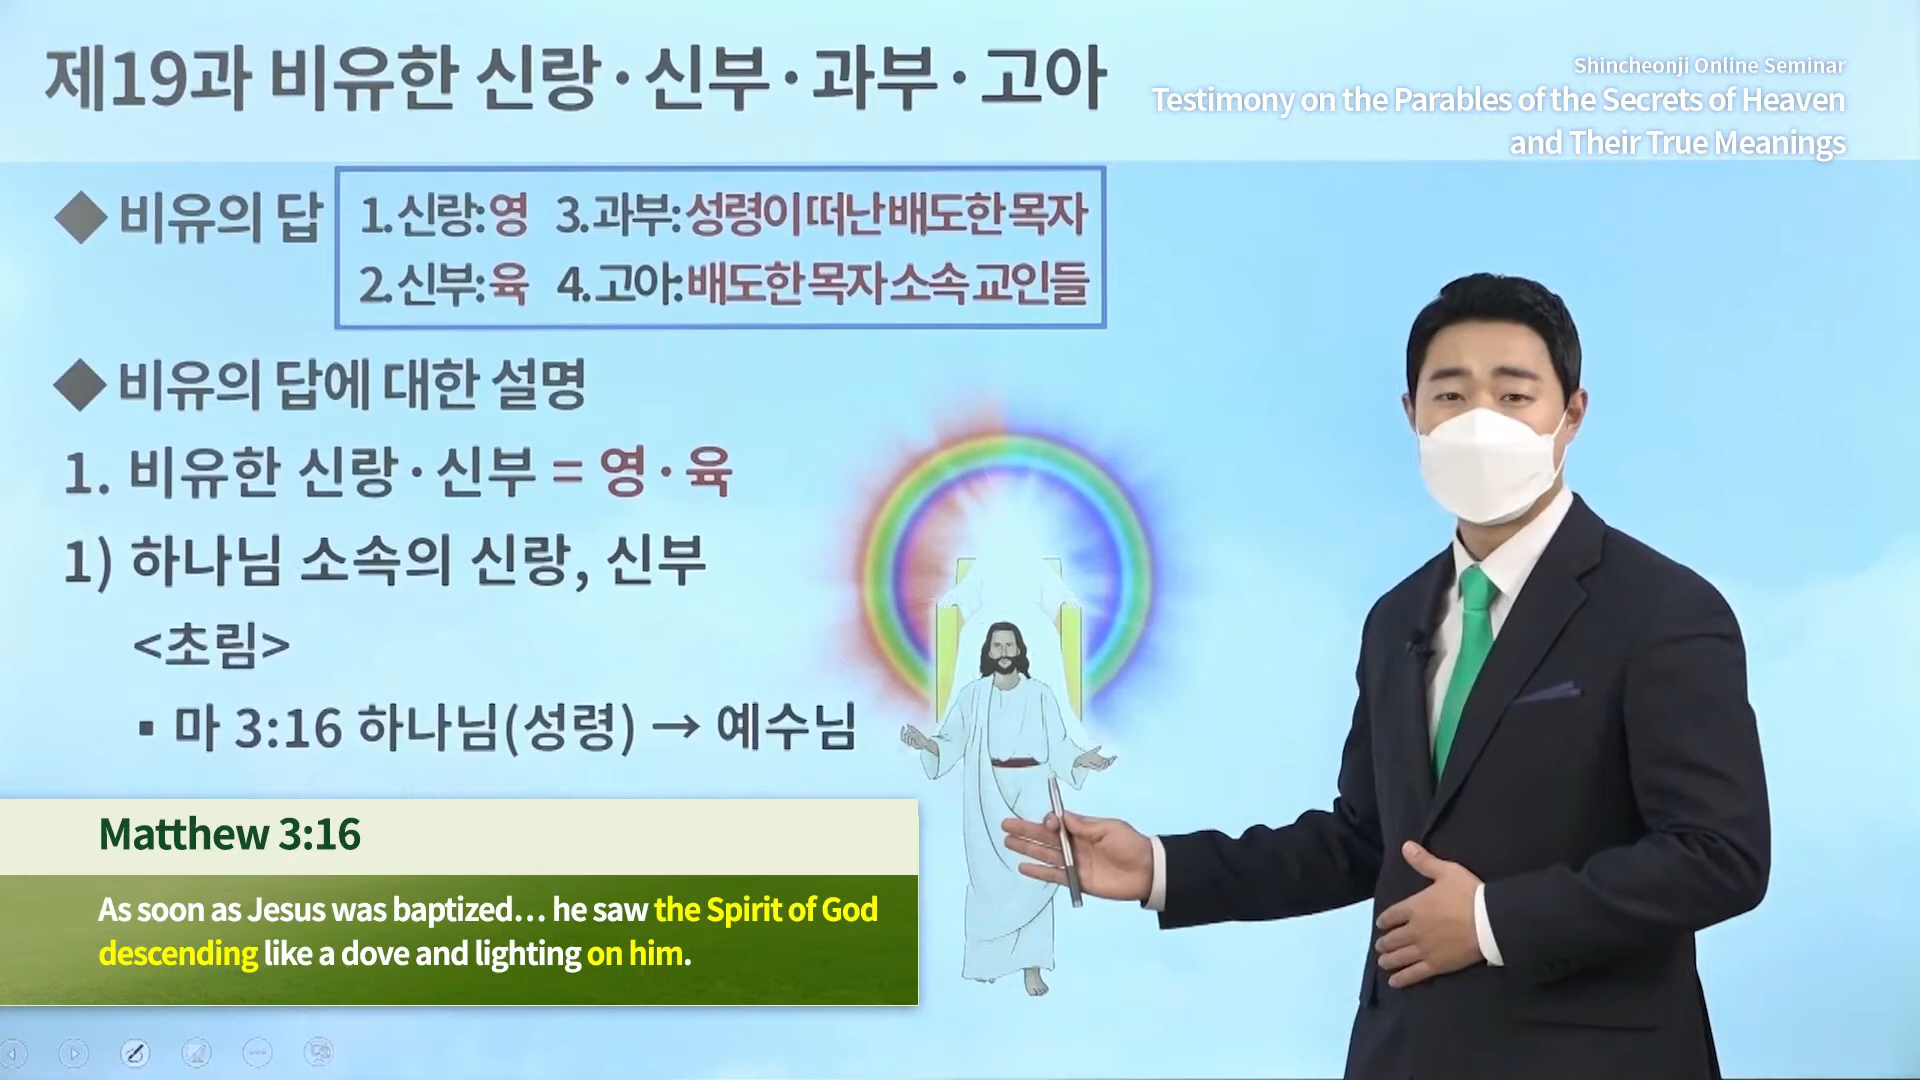 제19과 비유한 신랑·신부·과부·고아
Shincheonji Online Seminar
Testimony on the Parables of the Secrets of Heaven
and Their True Meanings
◆ 비유의 답
1. 신랑: 영 3. 과부: 성령이 떠난 배도한 목자
2. 신부: 육 4. 고아: 배도한 목자 소속 교인들
◆ 비유의 답에 대한 설명
1. 비유한 신랑·신부 = 영·육
1) 하나님 소속의 신랑, 신부
<초림>
▪ 마 3:16 하나님(성령) → 예수님
Matthew 3:16
As soon as Jesus was baptized… he saw the Spirit of God
descending like a dove and lighting on him.